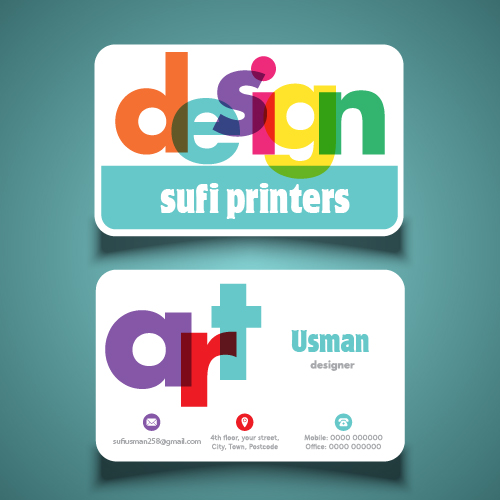 design
sufi printers
art
Usman
designer
sufiusman258@gmail.com
4th floor, your street,
City, Town, Postcode
Mobile: 0000 000000
Office: 0000 000000